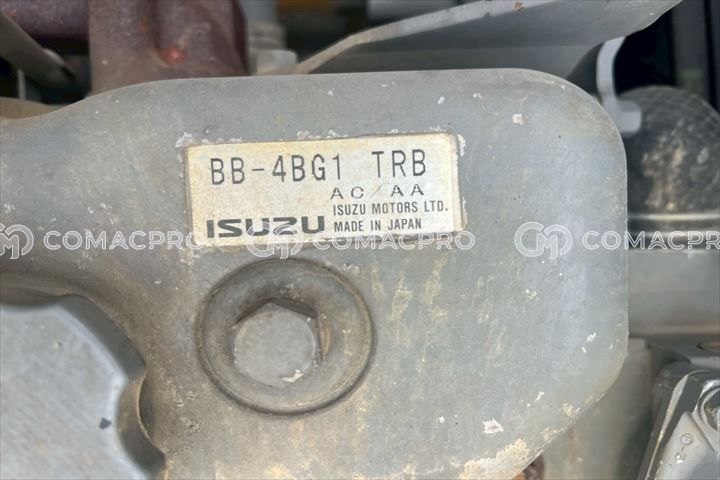 BB-4BG1 TRB
AC/AA
ISUZU MOTORS LTD.
ISUZU MADE IN JAPAN
COMACPRO COMACPRO COMACPRO